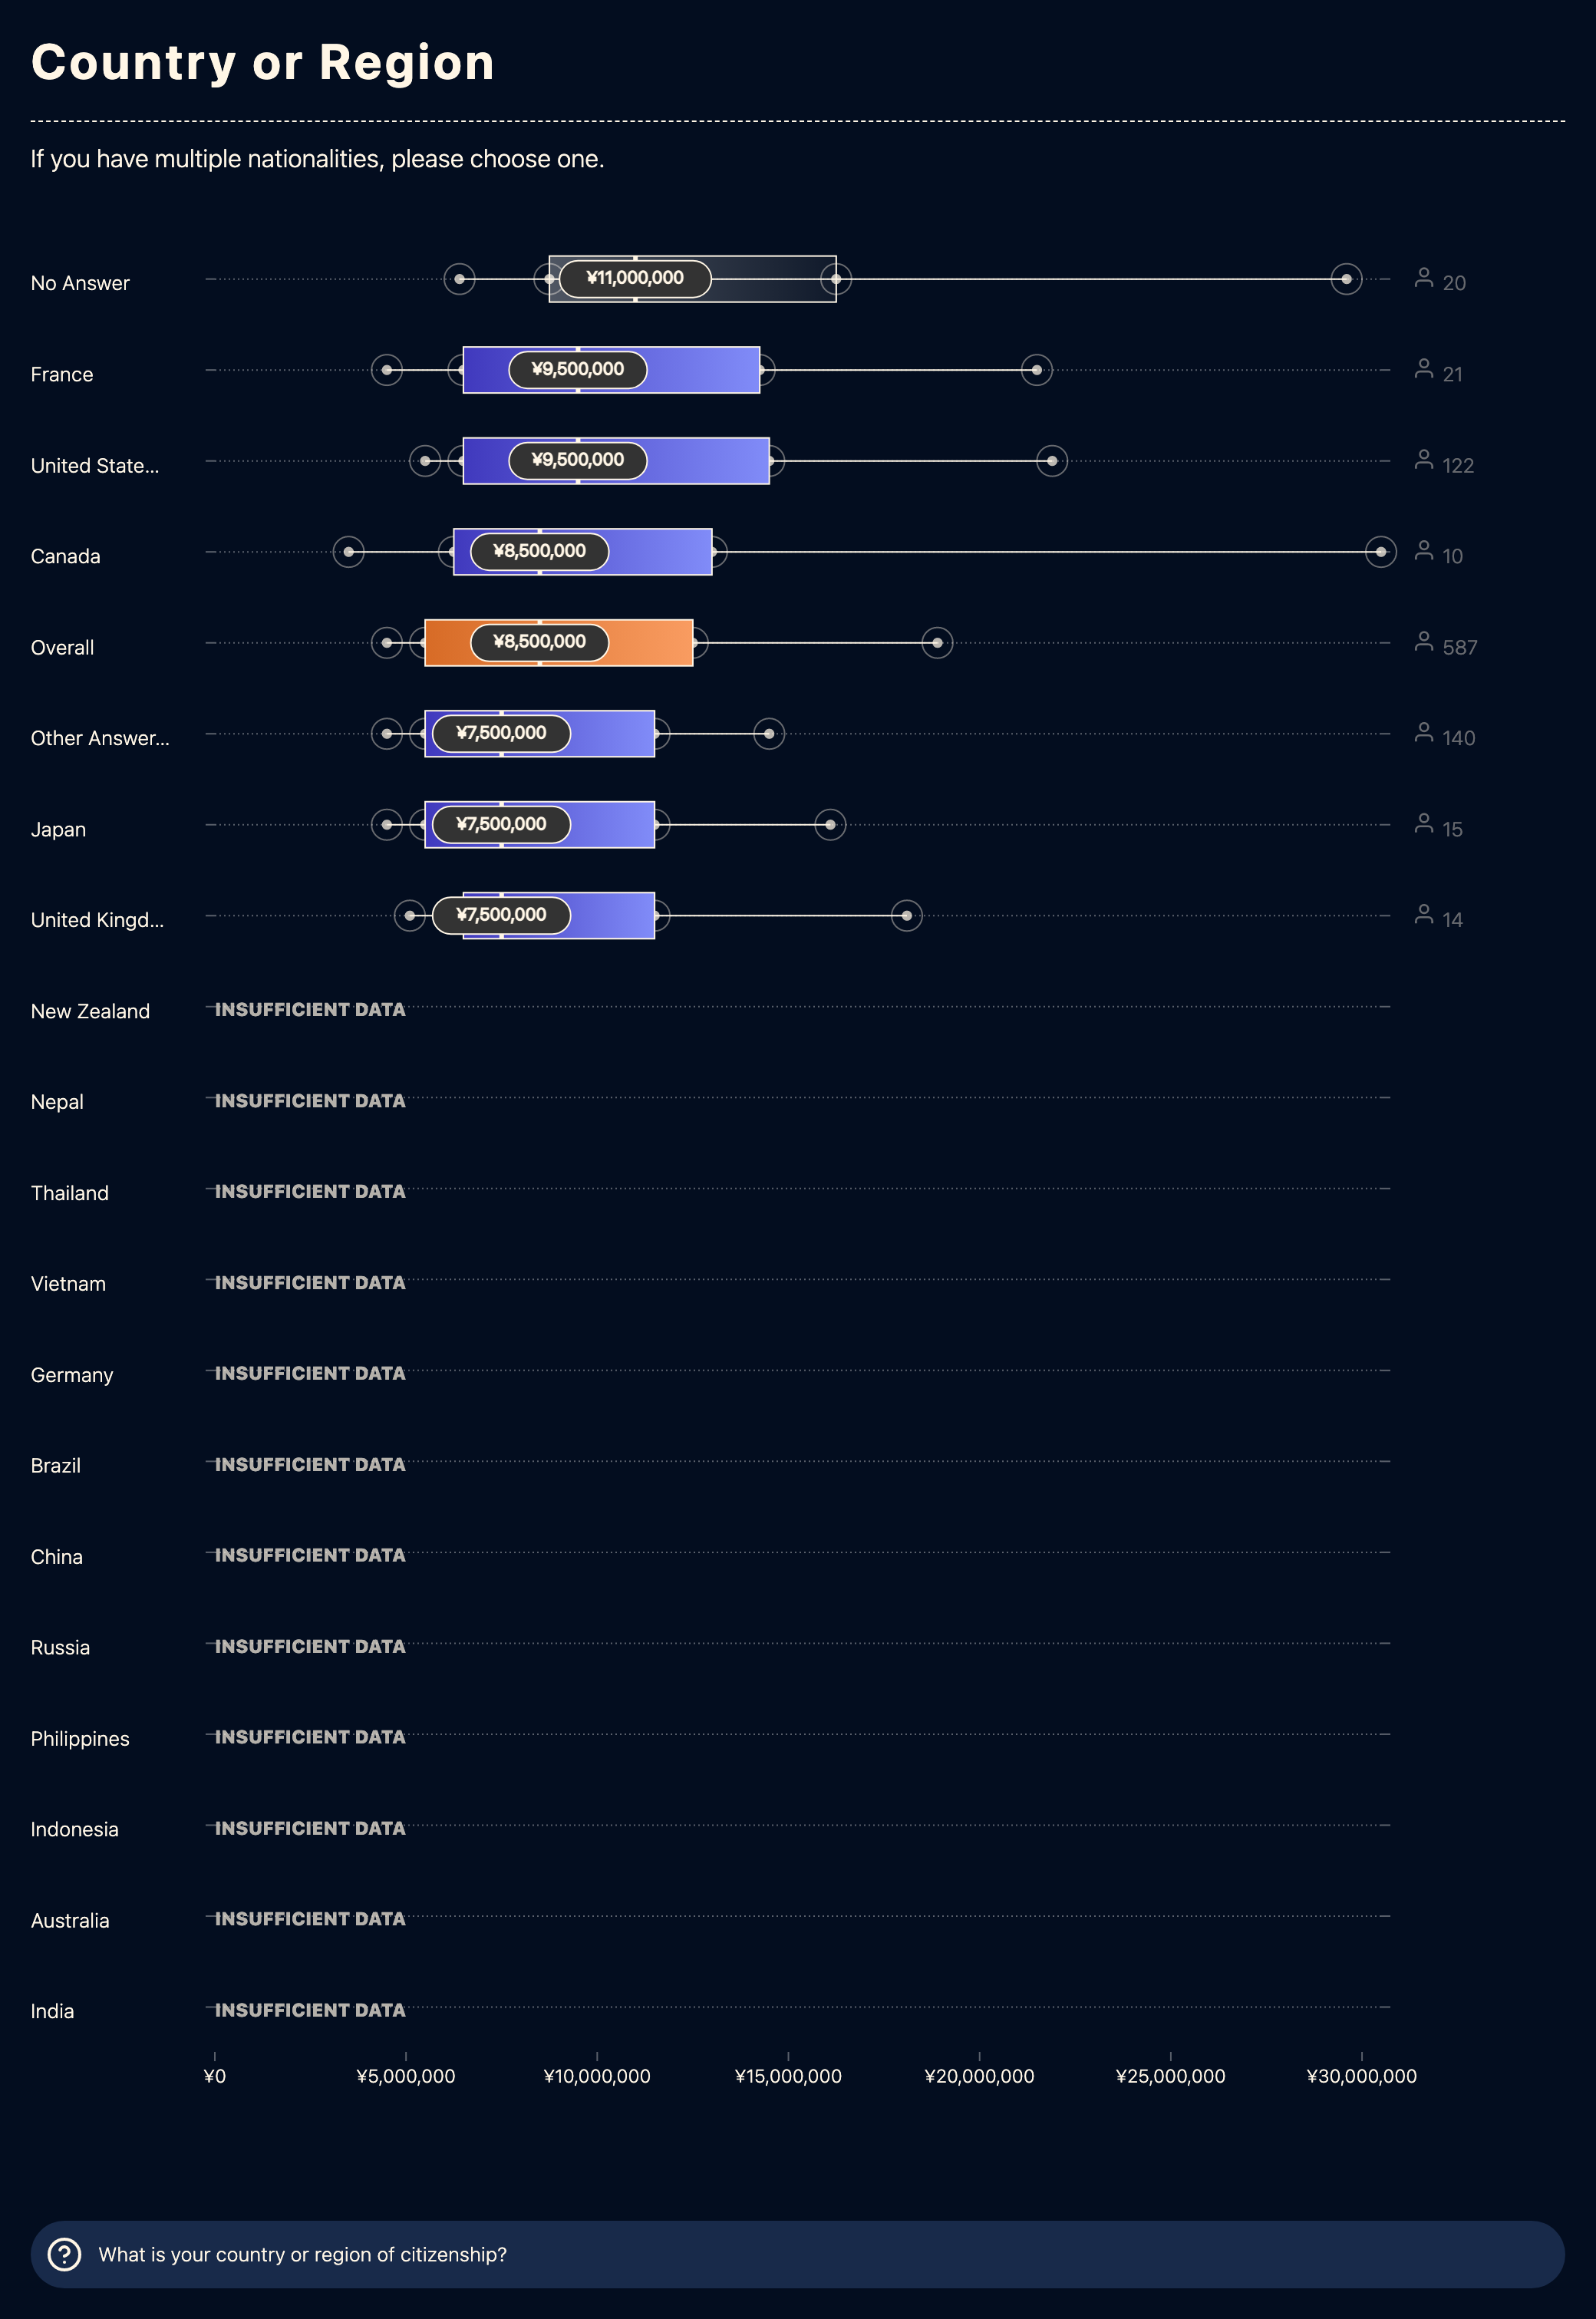 Country or Region
If you have multiple nationalities, please choose one.
No Answer ¥11,000,000 20
France ¥9,500,000 21
United State... ¥9,500,000 122
Canada ¥8,500,000 10
Overall ¥8,500,000 587
Other Answer... ¥7,500,000 140
Japan ¥7,500,000 15
United Kingd... ¥7,500,000 14
New Zealand INSUFFICIENT DATA
Nepal INSUFFICIENT DATA
Thailand INSUFFICIENT DATA
Vietnam INSUFFICIENT DATA
Germany INSUFFICIENT DATA
Brazil INSUFFICIENT DATA
China INSUFFICIENT DATA
Russia INSUFFICIENT DATA
Philippines INSUFFICIENT DATA
Indonesia INSUFFICIENT DATA
Australia INSUFFICIENT DATA
India INSUFFICIENT DATA
¥0 ¥5,000,000 ¥10,000,000 ¥15,000,000 ¥20,000,000 ¥25,000,000 ¥30,000,000
What is your country or region of citizenship?